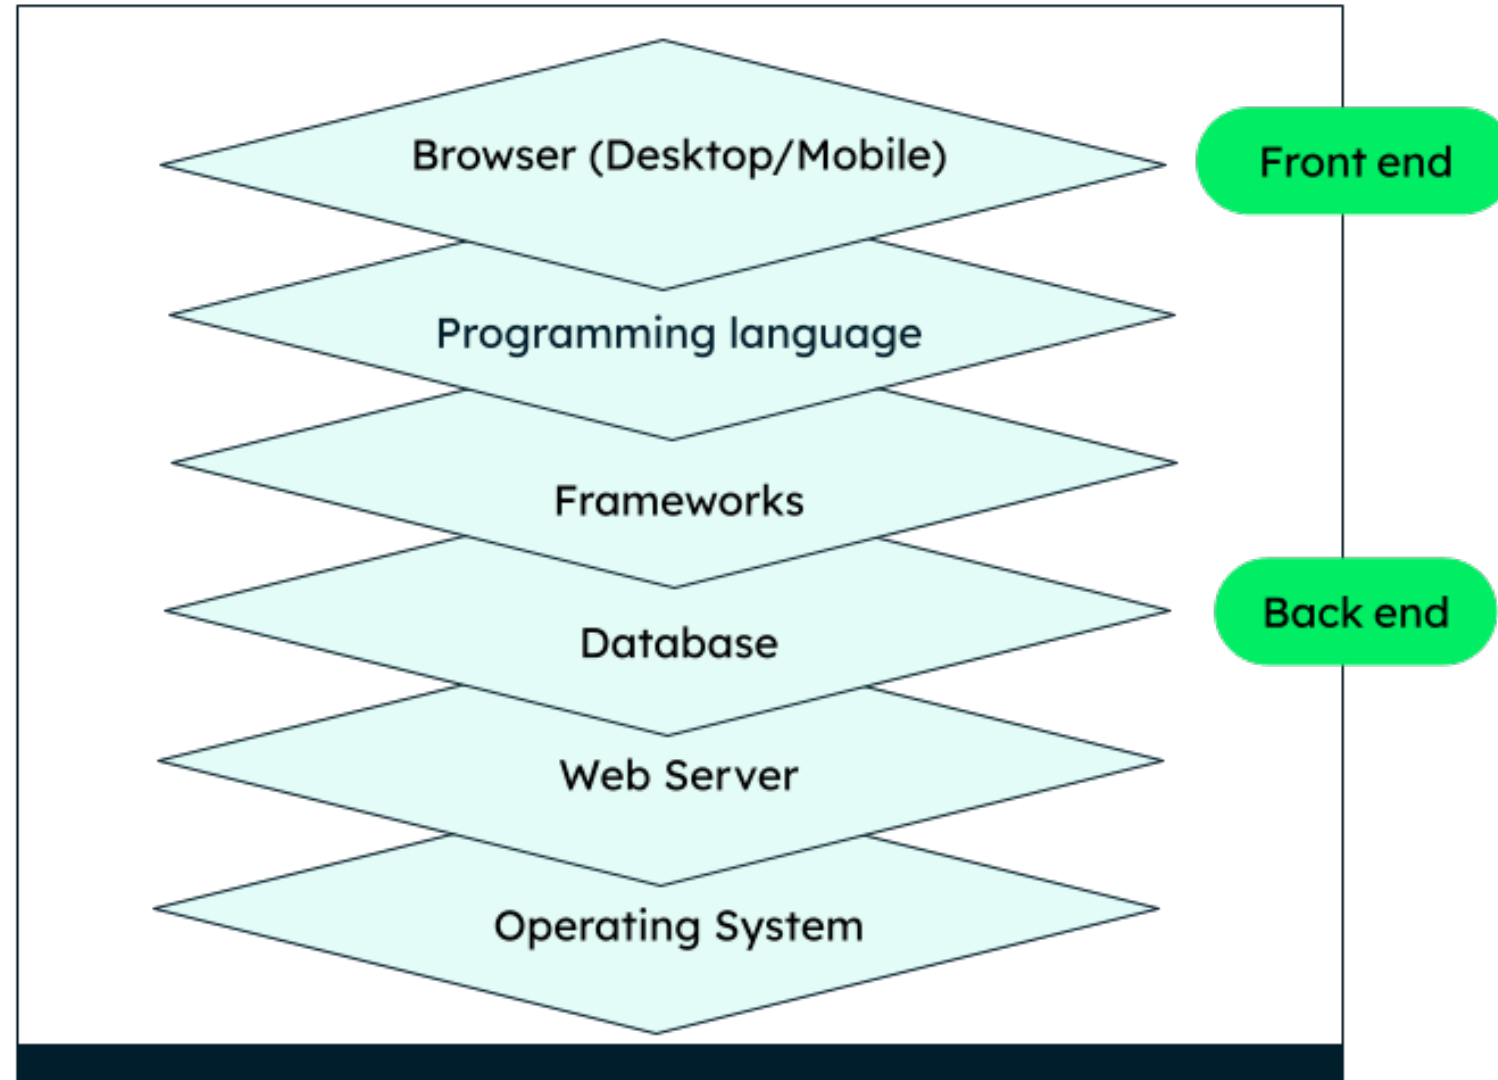 Browser (Desktop/Mobile)
Front end
Programming language
Frameworks
Back end
Database
Web Server
Operating System